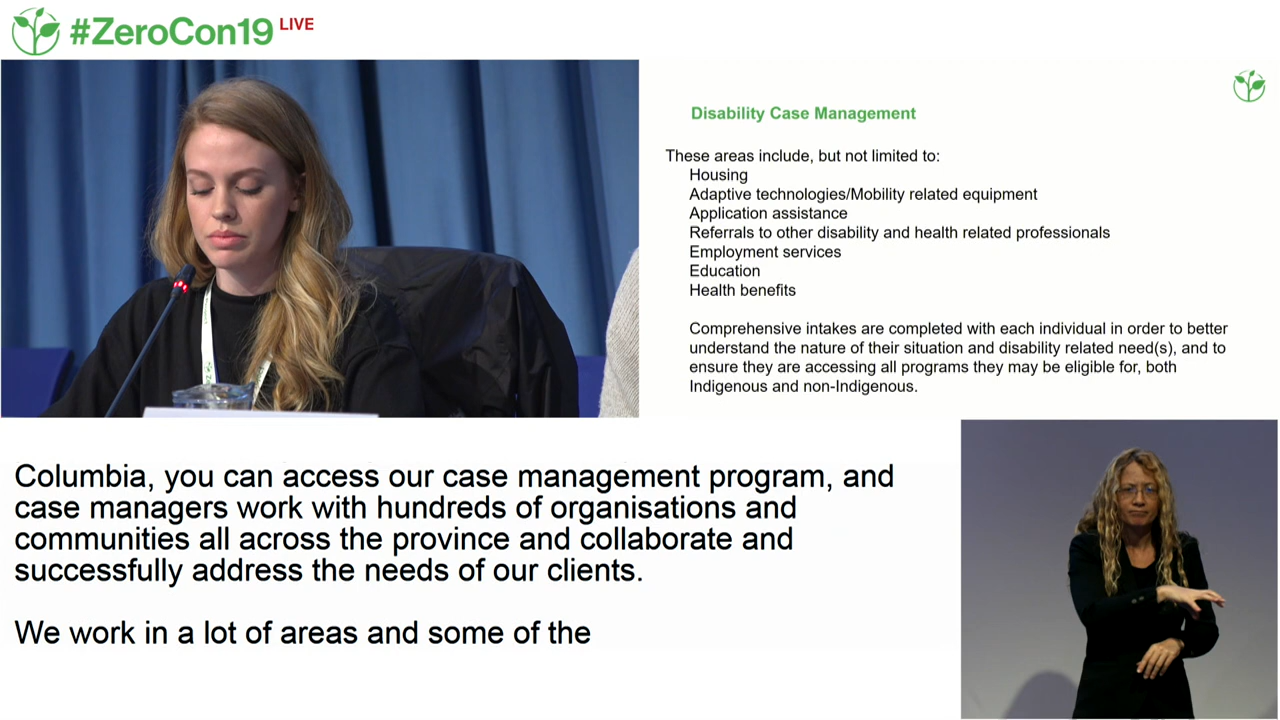 #ZeroCon19 LIVE
Disability Case Management
These areas include, but not limited to:
Housing
Adaptive technologies/Mobility related equipment
Application assistance
Referrals to other disability and health related professionals
Employment services
Education
Health benefits
Comprehensive intakes are completed with each individual in order to better
understand the nature of their situation and disability related need(s), and to
ensure they are accessing all programs they may be eligible for, both
Indigenous and non-Indigenous.
Columbia, you can access our case management program, and
case managers work with hundreds of organisations and
communities all across the province and collaborate and
successfully address the needs of our clients.
We work in a lot of areas and some of the